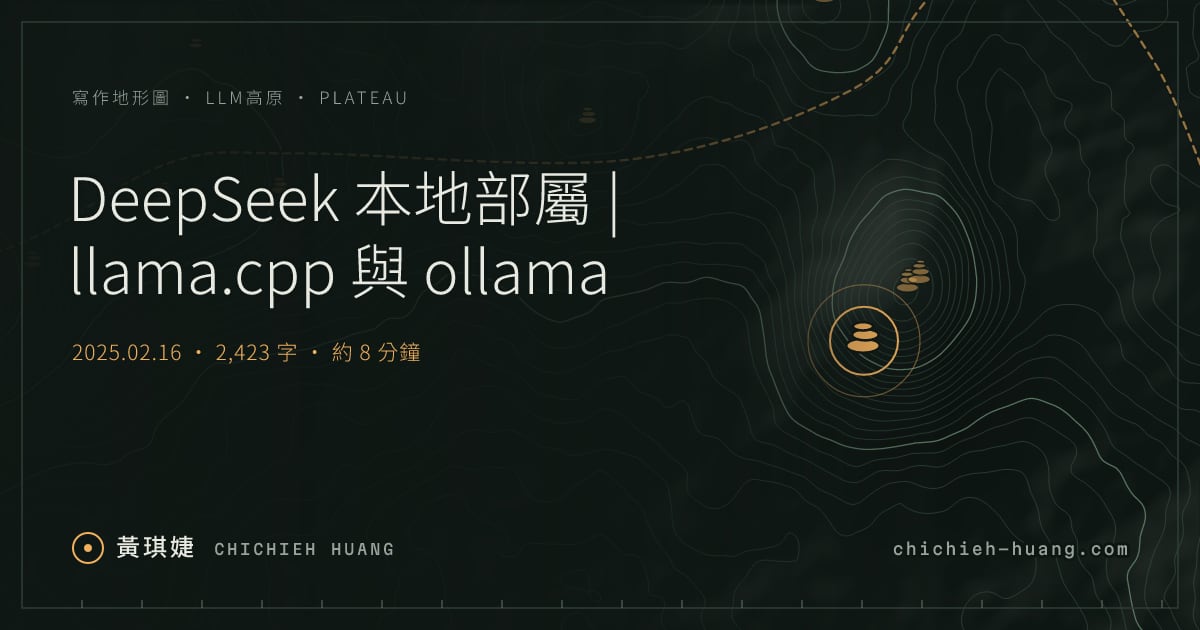 寫作地形圖 · LLM高原 · PLATEAU
DeepSeek 本地部屬 |
llama.cpp 與 ollama
2025.02.16 · 2,423 字 · 約 8 分鐘
黃琪婕 CHICHIEH HUANG
chichieh-huang.com